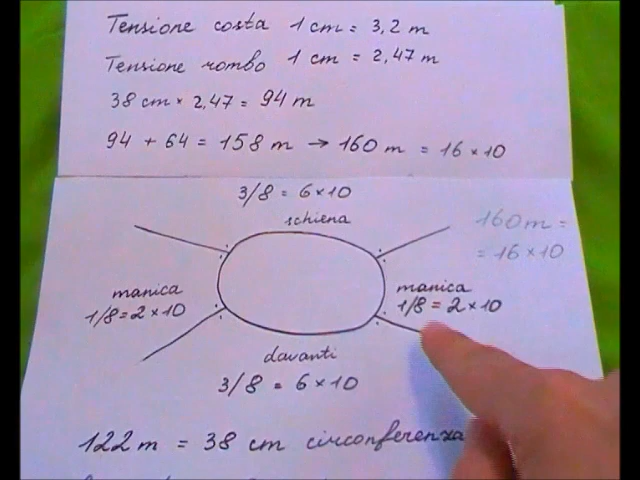 Tensione costa 1 cm = 3,2 m
Tensione rombo 1 cm = 2,47 m
38 cm × 2,47 = 94 m
94 + 64 = 158 m → 160 m = 16 × 10
3/8 = 6 × 10
schiena
160 m =
= 16 × 10
manica
1/8 = 2 × 10
manica
1/8 = 2 × 10
davanti
3/8 = 6 × 10
122 m = 38 cm circonferenza